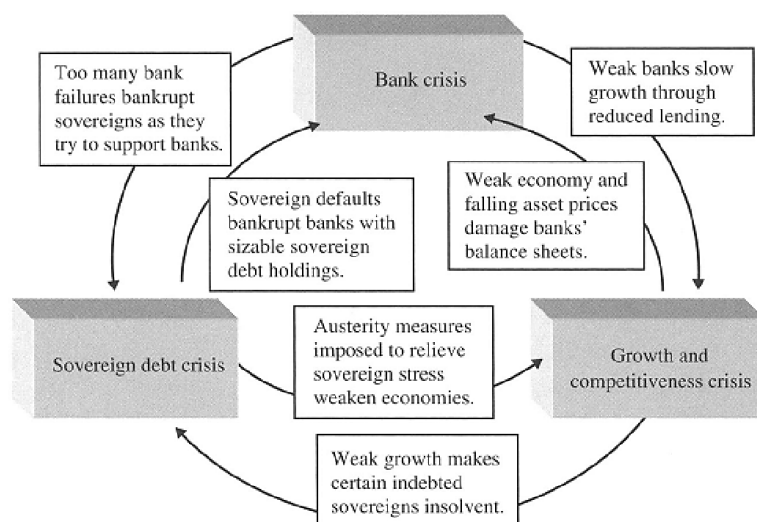 Bank crisis
Too many bank
failures bankrupt
sovereigns as they
try to support banks.
Weak banks slow
growth through
reduced lending.
Sovereign defaults
bankrupt banks with
sizable sovereign
debt holdings.
Weak economy and
falling asset prices
damage banks’
balance sheets.
Sovereign debt crisis
Austerity measures
imposed to relieve
sovereign stress
weaken economies.
Growth and
competitiveness crisis
Weak growth makes
certain indebted
sovereigns insolvent.